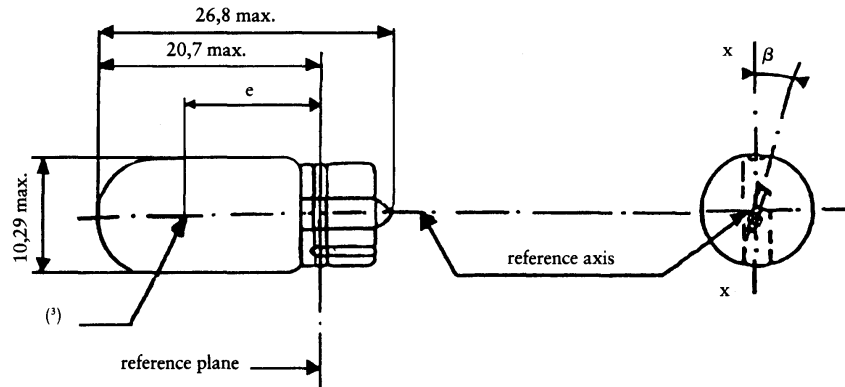 26,8 max.
20,7 max.
e
x
β
10,29 max.
reference axis
(³)
x
reference plane